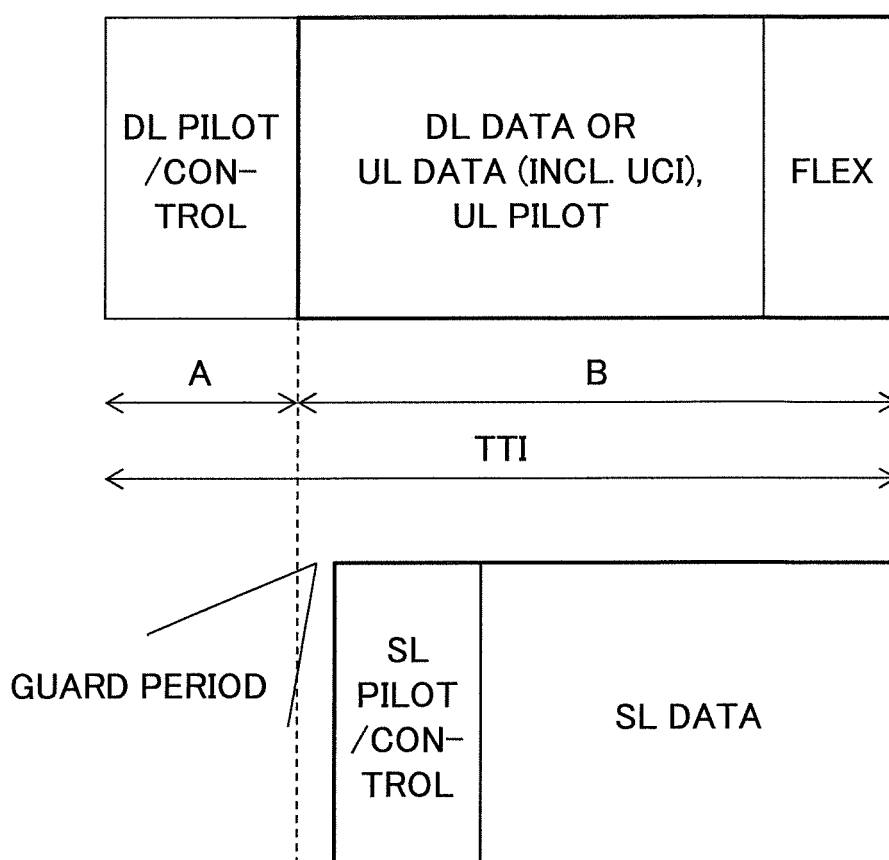 DL PILOT
/CON-
TROL
DL DATA OR
UL DATA (INCL. UCI),
UL PILOT
FLEX
A
B
TTI
GUARD PERIOD
SL
PILOT
/CON-
TROL
SL DATA